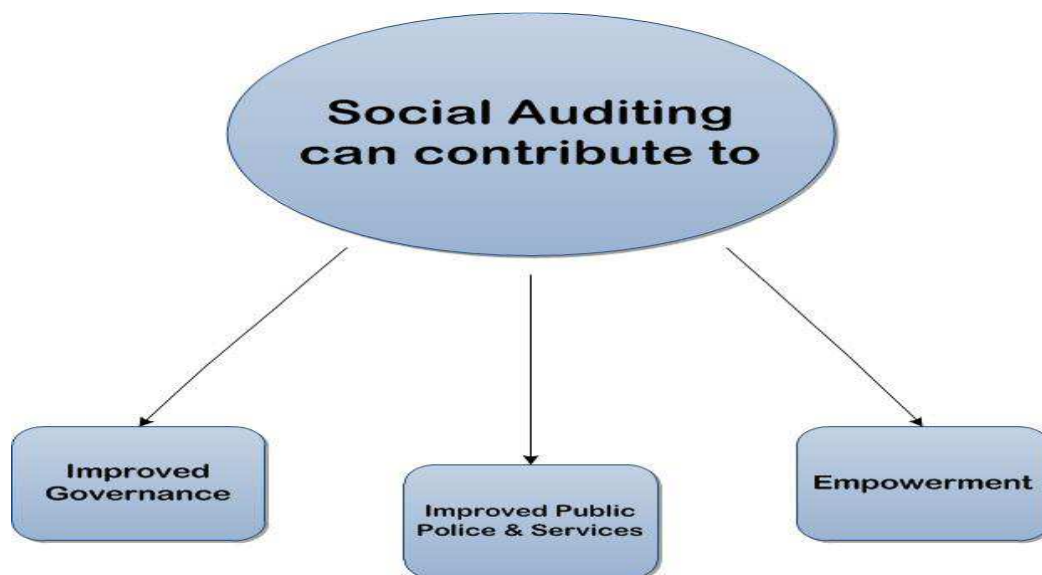 Social Auditing
can contribute to
Improved
Governance
Improved Public
Police & Services
Empowerment